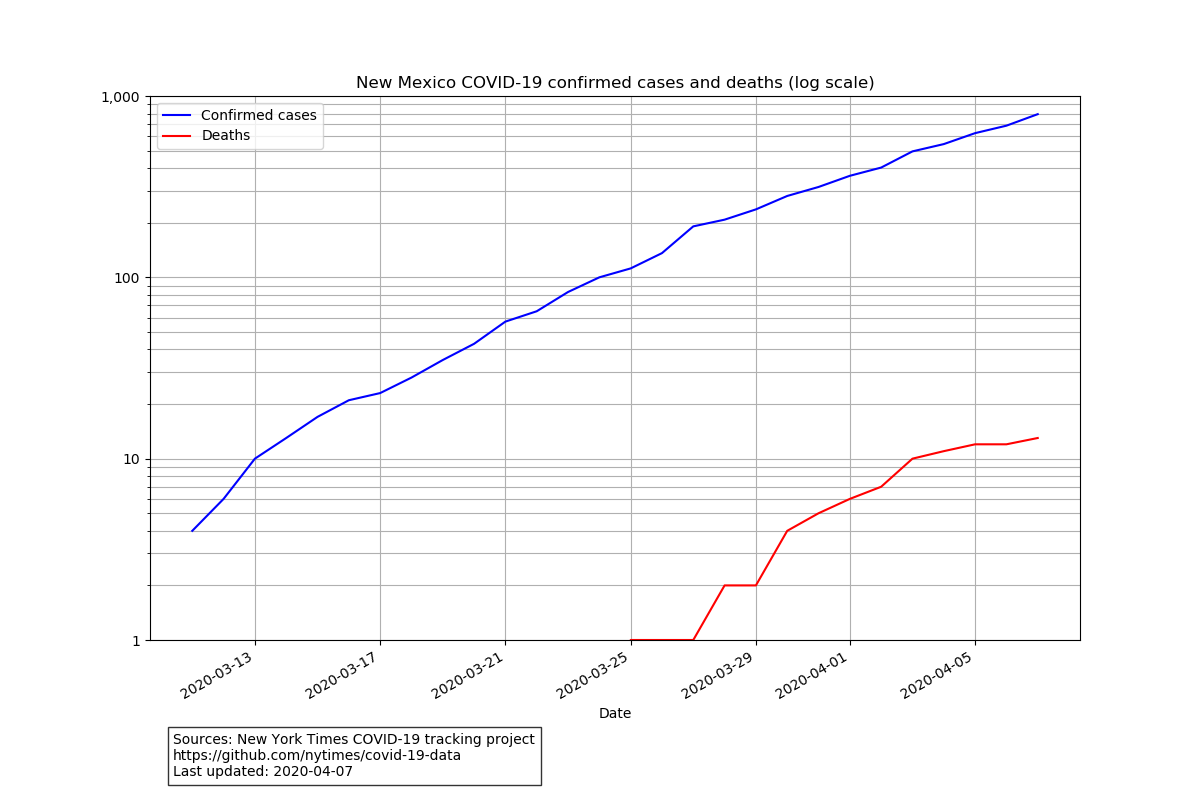 New Mexico COVID-19 confirmed cases and deaths (log scale)
1,000
Confirmed cases
Deaths
100
10
1
2020-03-13
2020-03-17
2020-03-21
2020-03-25
2020-03-29
2020-04-01
2020-04-05
Date
Sources: New York Times COVID-19 tracking project
https://github.com/nytimes/covid-19-data
Last updated: 2020-04-07